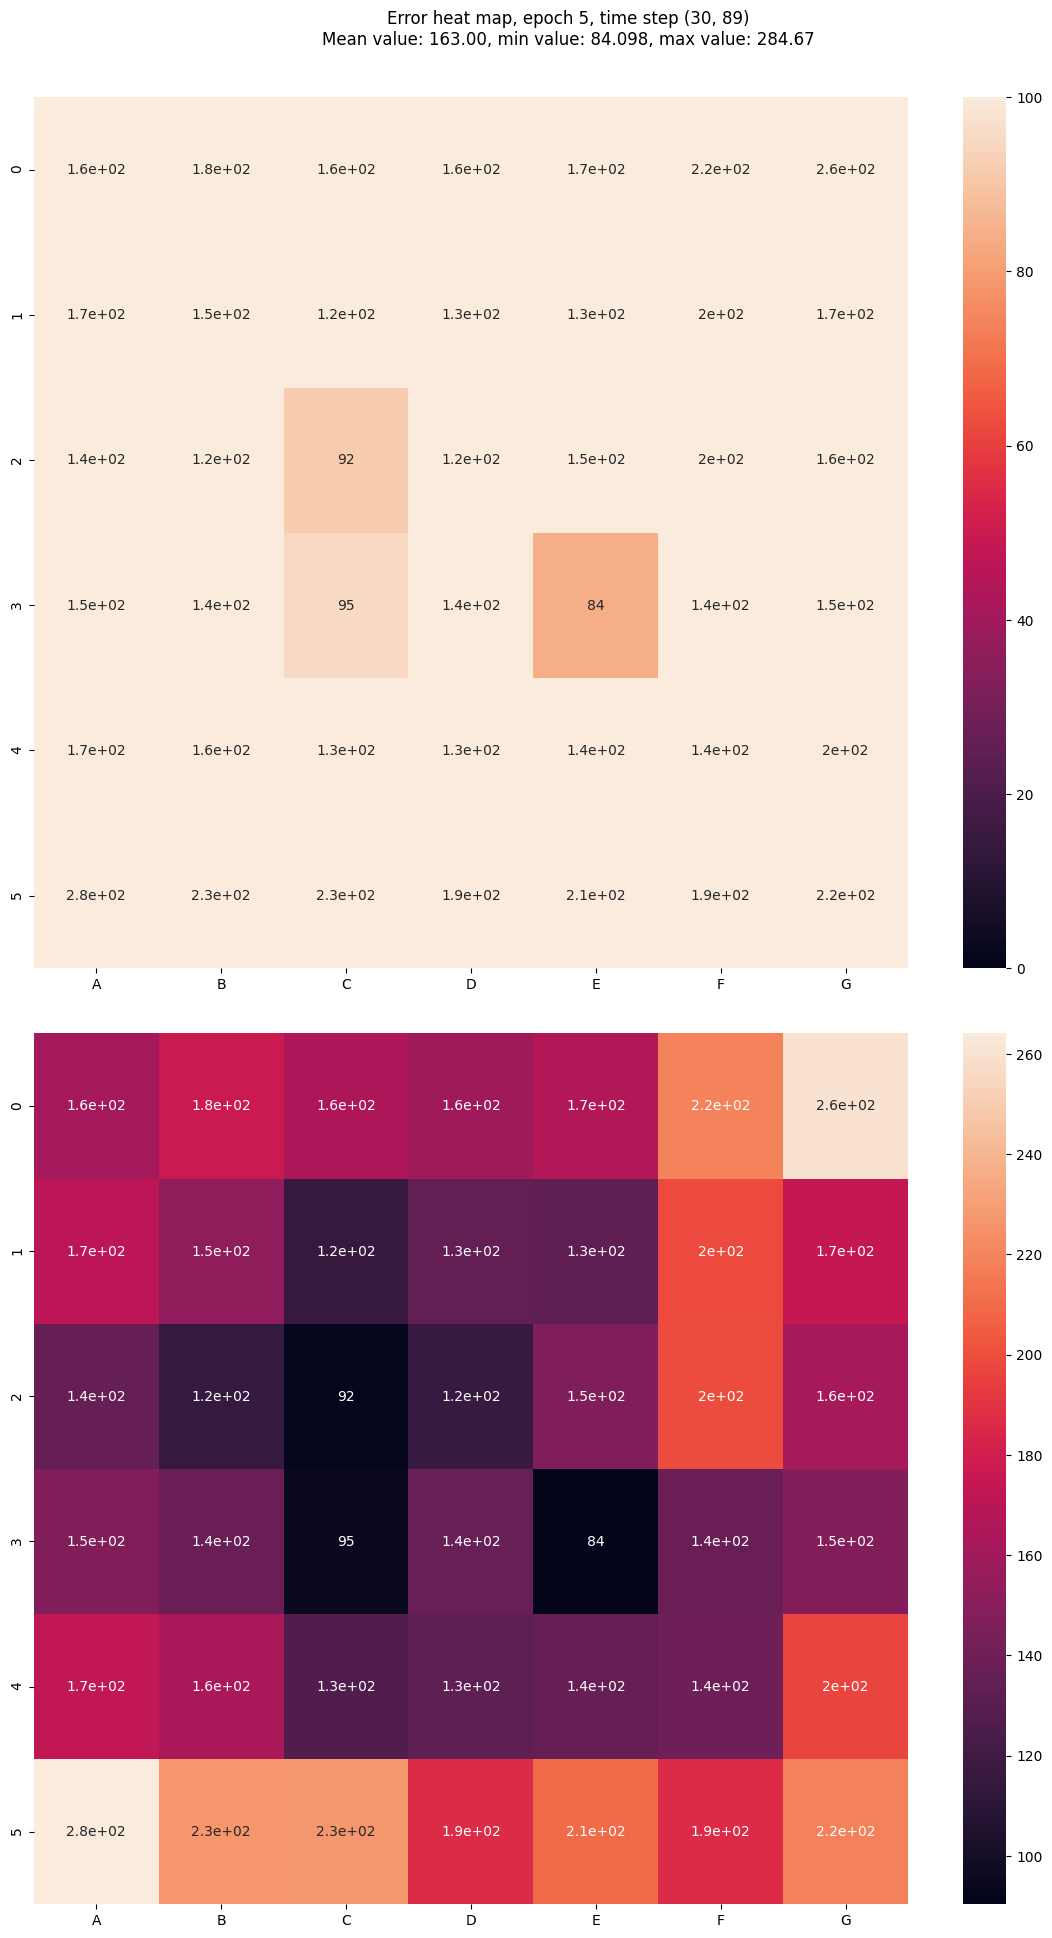 Error heat map, epoch 5, time step (30, 89)
Mean value: 163.00, min value: 84.098, max value: 284.67
100
0 1.6e+02 1.8e+02 1.6e+02 1.6e+02 1.7e+02 2.2e+02 2.6e+02
80
1 1.7e+02 1.5e+02 1.2e+02 1.3e+02 1.3e+02 2e+02 1.7e+02
60
2 1.4e+02 1.2e+02 92 1.2e+02 1.5e+02 2e+02 1.6e+02
3 1.5e+02 1.4e+02 95 1.4e+02 84 1.4e+02 1.5e+02
40
4 1.7e+02 1.6e+02 1.3e+02 1.3e+02 1.4e+02 1.4e+02 2e+02
20
5 2.8e+02 2.3e+02 2.3e+02 1.9e+02 2.1e+02 1.9e+02 2.2e+02
0
A B C D E F G
260
0 1.6e+02 1.8e+02 1.6e+02 1.6e+02 1.7e+02 2.2e+02 2.6e+02
240
1 1.7e+02 1.5e+02 1.2e+02 1.3e+02 1.3e+02 2e+02 1.7e+02
220
200
2 1.4e+02 1.2e+02 92 1.2e+02 1.5e+02 2e+02 1.6e+02
180
3 1.5e+02 1.4e+02 95 1.4e+02 84 1.4e+02 1.5e+02
160
140
4 1.7e+02 1.6e+02 1.3e+02 1.3e+02 1.4e+02 1.4e+02 2e+02
120
5 2.8e+02 2.3e+02 2.3e+02 1.9e+02 2.1e+02 1.9e+02 2.2e+02
100
A B C D E F G